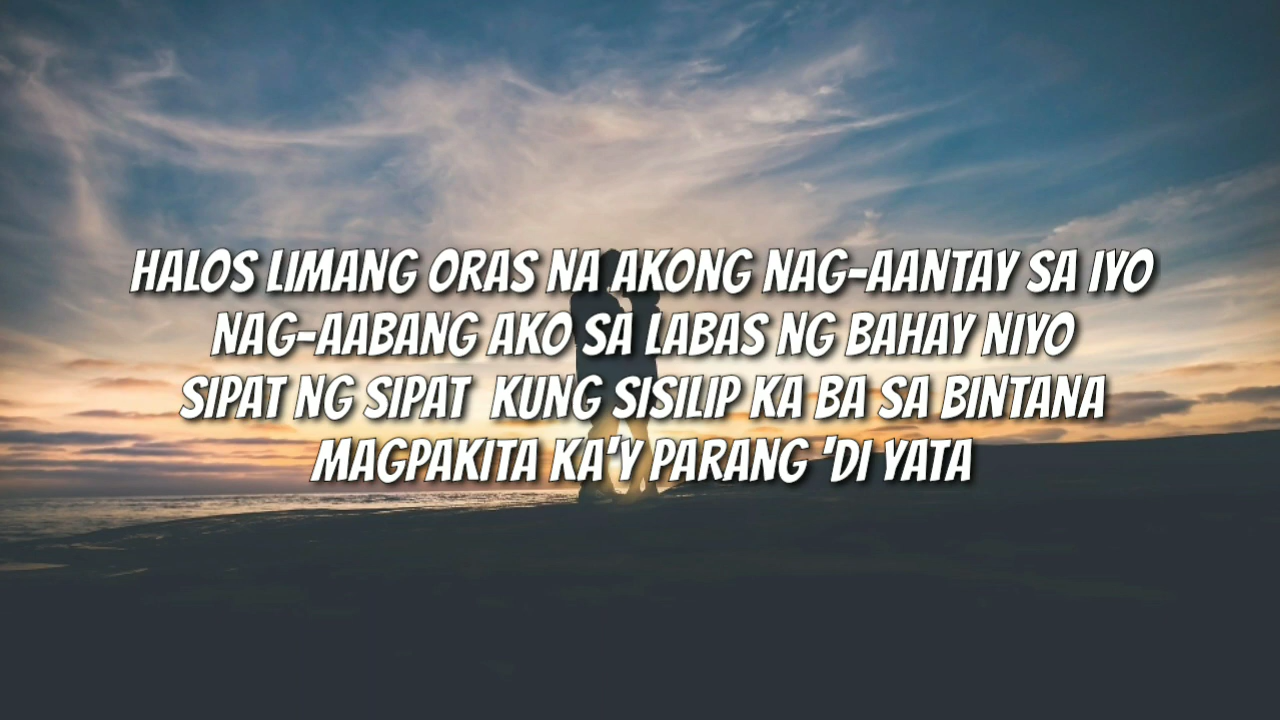 HALOS LIMANG ORAS NA AKONG NAG-AANTAY SA IYO
NAG-AABANG AKO SA LABAS NG BAHAY NIYO
SIPAT NG SIPAT KUNG SISILIP KA BA SA BINTANA
MAGPAKITA KA'Y PARANG 'DI YATA